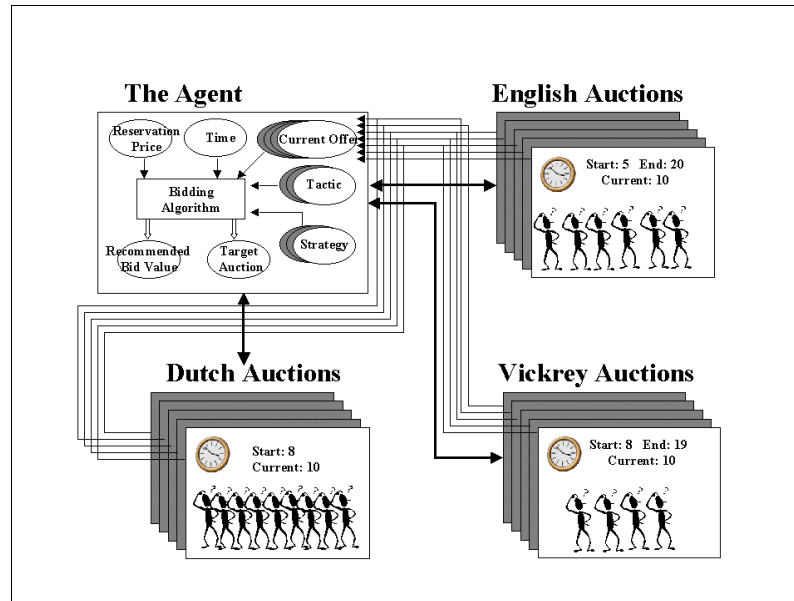 The Agent
English Auctions
Reservation
Price
Time
Current Offer
Bidding
Algorithm
Tactic
Strategy
Recommended
Bid Value
Target
Auction
Start: 5 End: 20
Current: 10
Dutch Auctions
Vickrey Auctions
Start: 8
Current: 10
Start: 8 End: 19
Current: 10